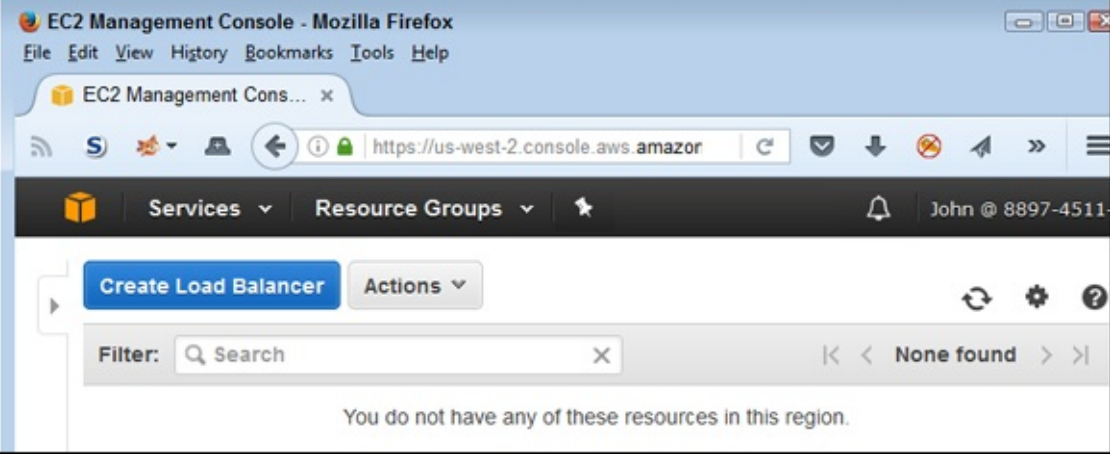 EC2 Management Console - Mozilla Firefox
File Edit View History Bookmarks Tools Help
EC2 Management Cons... ×
https://us-west-2.console.aws.amazon
Services Resource Groups John @ 8897-4511-
Create Load Balancer Actions
Filter: Search None found
You do not have any of these resources in this region.